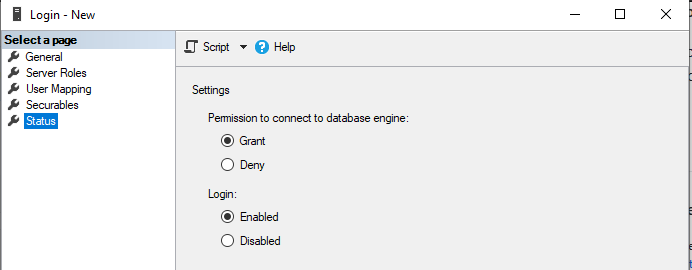 Login - New
Select a page
General
Server Roles
User Mapping
Securables
Status
Script
Help
Settings
Permission to connect to database engine:
Grant
Deny
Login:
Enabled
Disabled